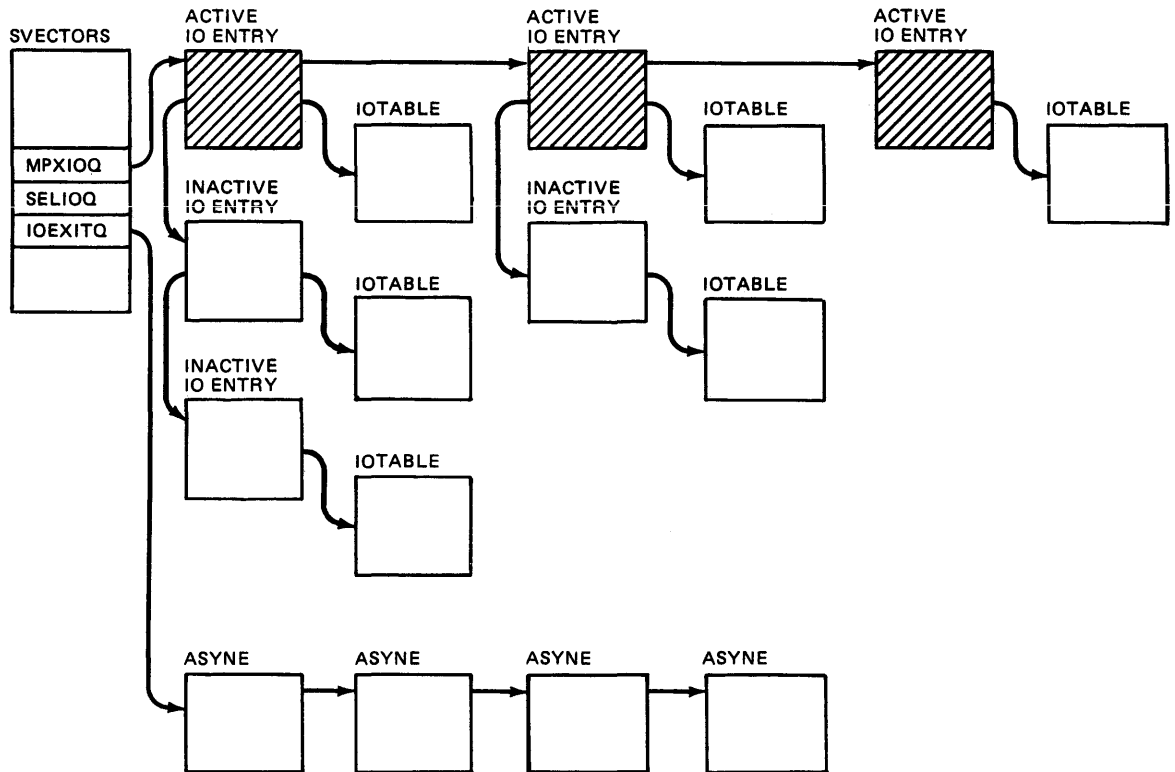 SVECTORS
MPXIOQ
SELIOQ
IOEXITQ
ACTIVE
IO ENTRY
IOTABLE
INACTIVE
IO ENTRY
IOTABLE
INACTIVE
IO ENTRY
IOTABLE
ACTIVE
IO ENTRY
IOTABLE
INACTIVE
IO ENTRY
IOTABLE
ACTIVE
IO ENTRY
IOTABLE
ASYNE
ASYNE
ASYNE
ASYNE